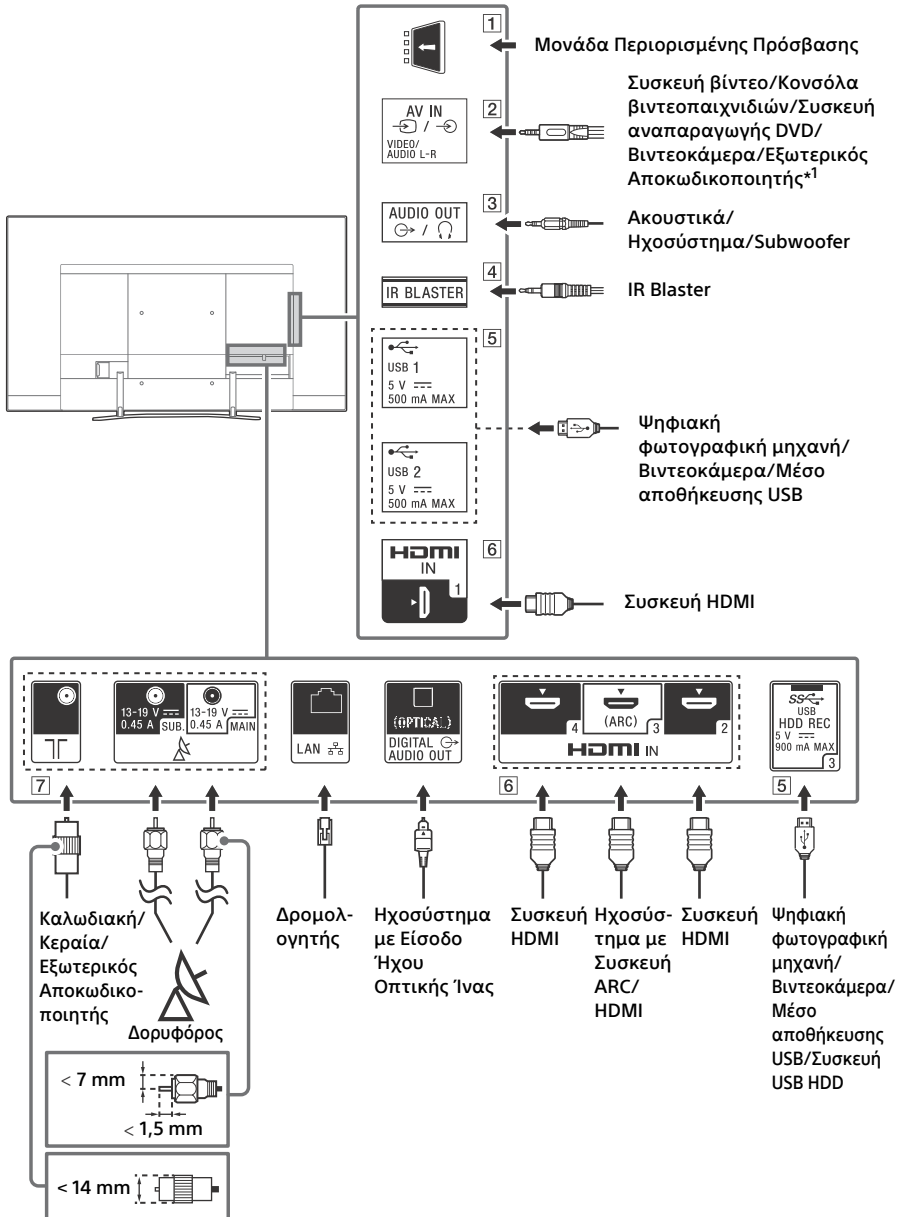 1
Μονάδα Περιορισμένης Πρόσβασης
AV IN
/
VIDEO/
AUDIO L-R
2
Συσκευή βίντεο/Κονσόλα
βιντεοπαιχνιδιών/Συσκευή
αναπαραγωγής DVD/
Βιντεοκάμερα/Εξωτερικός
Αποκωδικοποιητής*1
AUDIO OUT
/
3
Ακουστικά/
Ηχοσύστημα/Subwoofer
4
IR BLASTER
IR Blaster
5
USB 1
5 V
500 mA MAX
USB 2
5 V
500 mA MAX
Ψηφιακή
φωτογραφική μηχανή/
Βιντεοκάμερα/Μέσο
αποθήκευσης USB
HDMI
IN
1
6
Συσκευή HDMI
7
13-19 V
0.45 A SUB.
13-19 V
0.45 A MAIN
LAN
(OPTICAL)
DIGITAL
AUDIO OUT
6
4
(ARC) 3
2
HDMI IN
SS
USB
HDD REC
5 V
900 mA MAX
3
5
Καλωδιακή/
Κεραία/
Εξωτερικός
Αποκωδικο-
ποιητής
Δορυφόρος
Δρομολ-
ογητής
Ηχοσύστημα
με Είσοδο
Ήχου
Οπτικής Ίνας
Συσκευή
HDMI
Ηχοσύσ-
τημα με
Συσκευή
ARC/
HDMI
Συσκευή
HDMI
Ψηφιακή
φωτογραφική
μηχανή/
Βιντεοκάμερα/
Μέσο
αποθήκευσης
USB/Συσκευή
USB HDD
< 7 mm
< 1,5 mm
< 14 mm